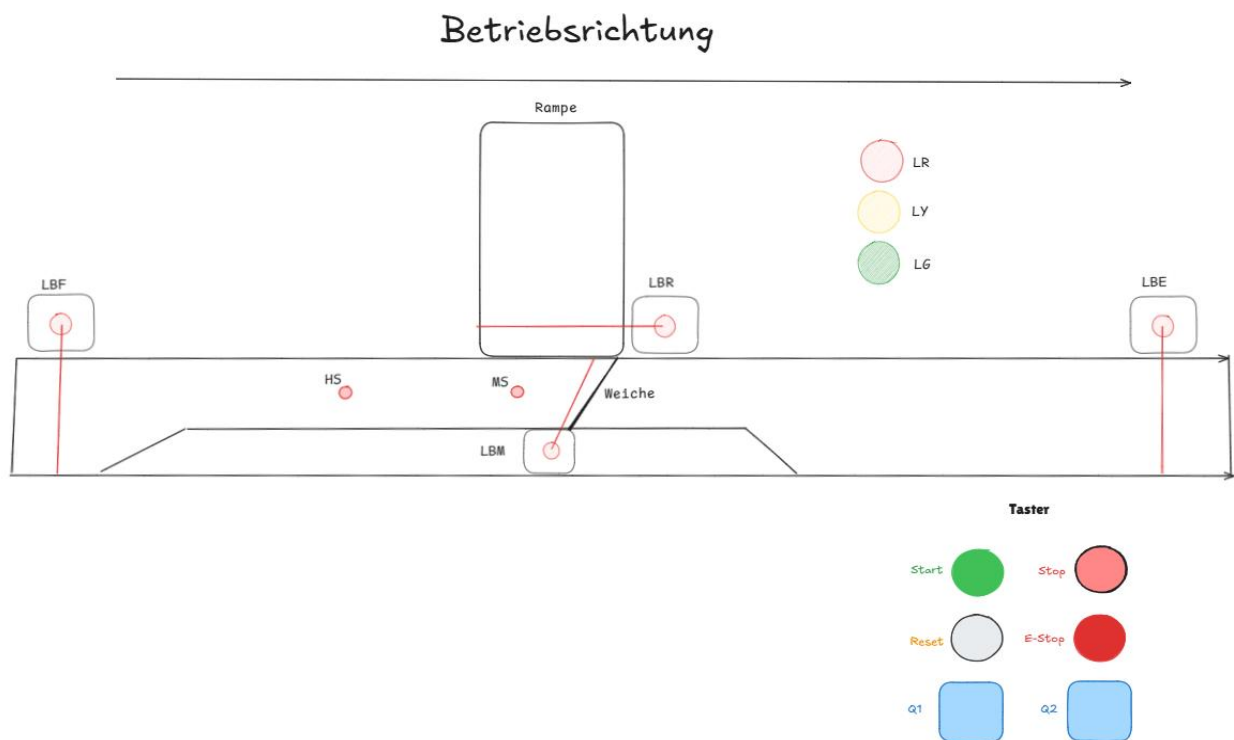 Betriebsrichtung
Rampe
LR
LY
LG
LBF
LBR
LBE
HS
MS
Weiche
LBM
Taster
Start
Stop
Reset
E-Stop
Q1
Q2